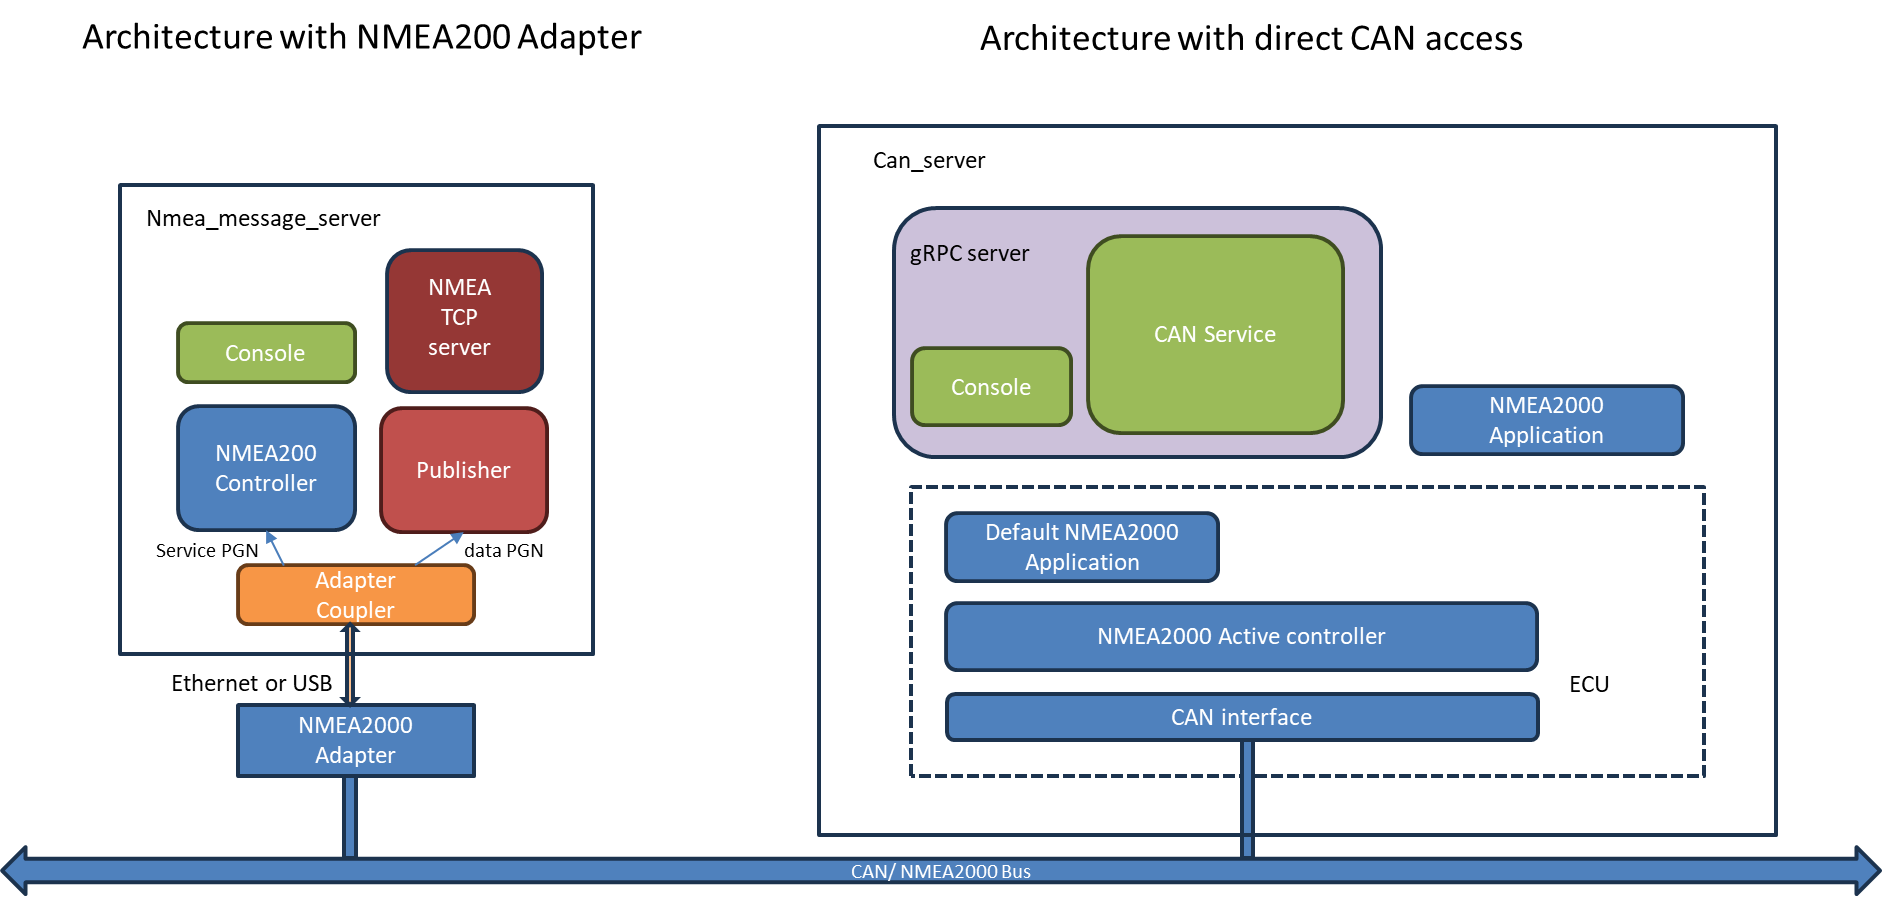 Architecture with NMEA200 Adapter
Architecture with direct CAN access
Nmea_message_server
NMEA
TCP
server
Console
NMEA200
Controller
Publisher
Service PGN
data PGN
Adapter
Coupler
Ethernet or USB
NMEA2000
Adapter
Can_server
gRPC server
CAN Service
Console
NMEA2000
Application
Default NMEA2000
Application
NMEA2000 Active controller
ECU
CAN interface
CAN/ NMEA2000 Bus